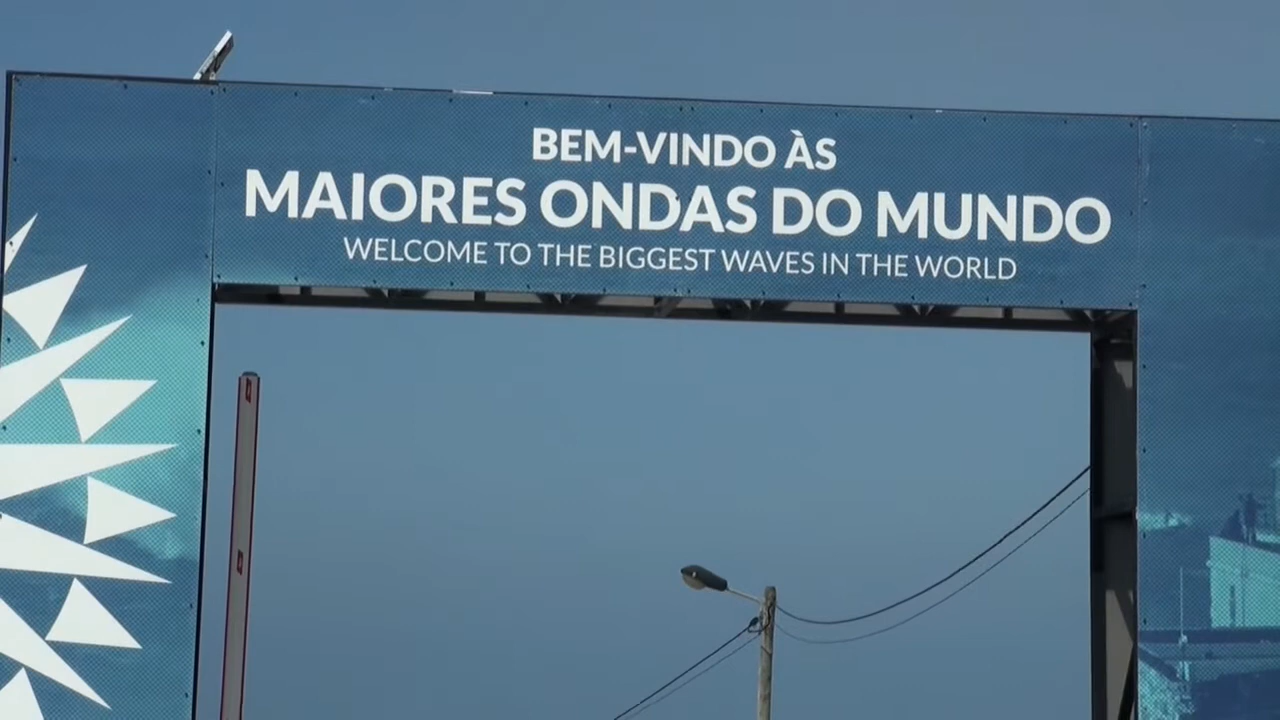 BEM-VINDO ÀS
MAIORES ONDAS DO MUNDO
WELCOME TO THE BIGGEST WAVES IN THE WORLD